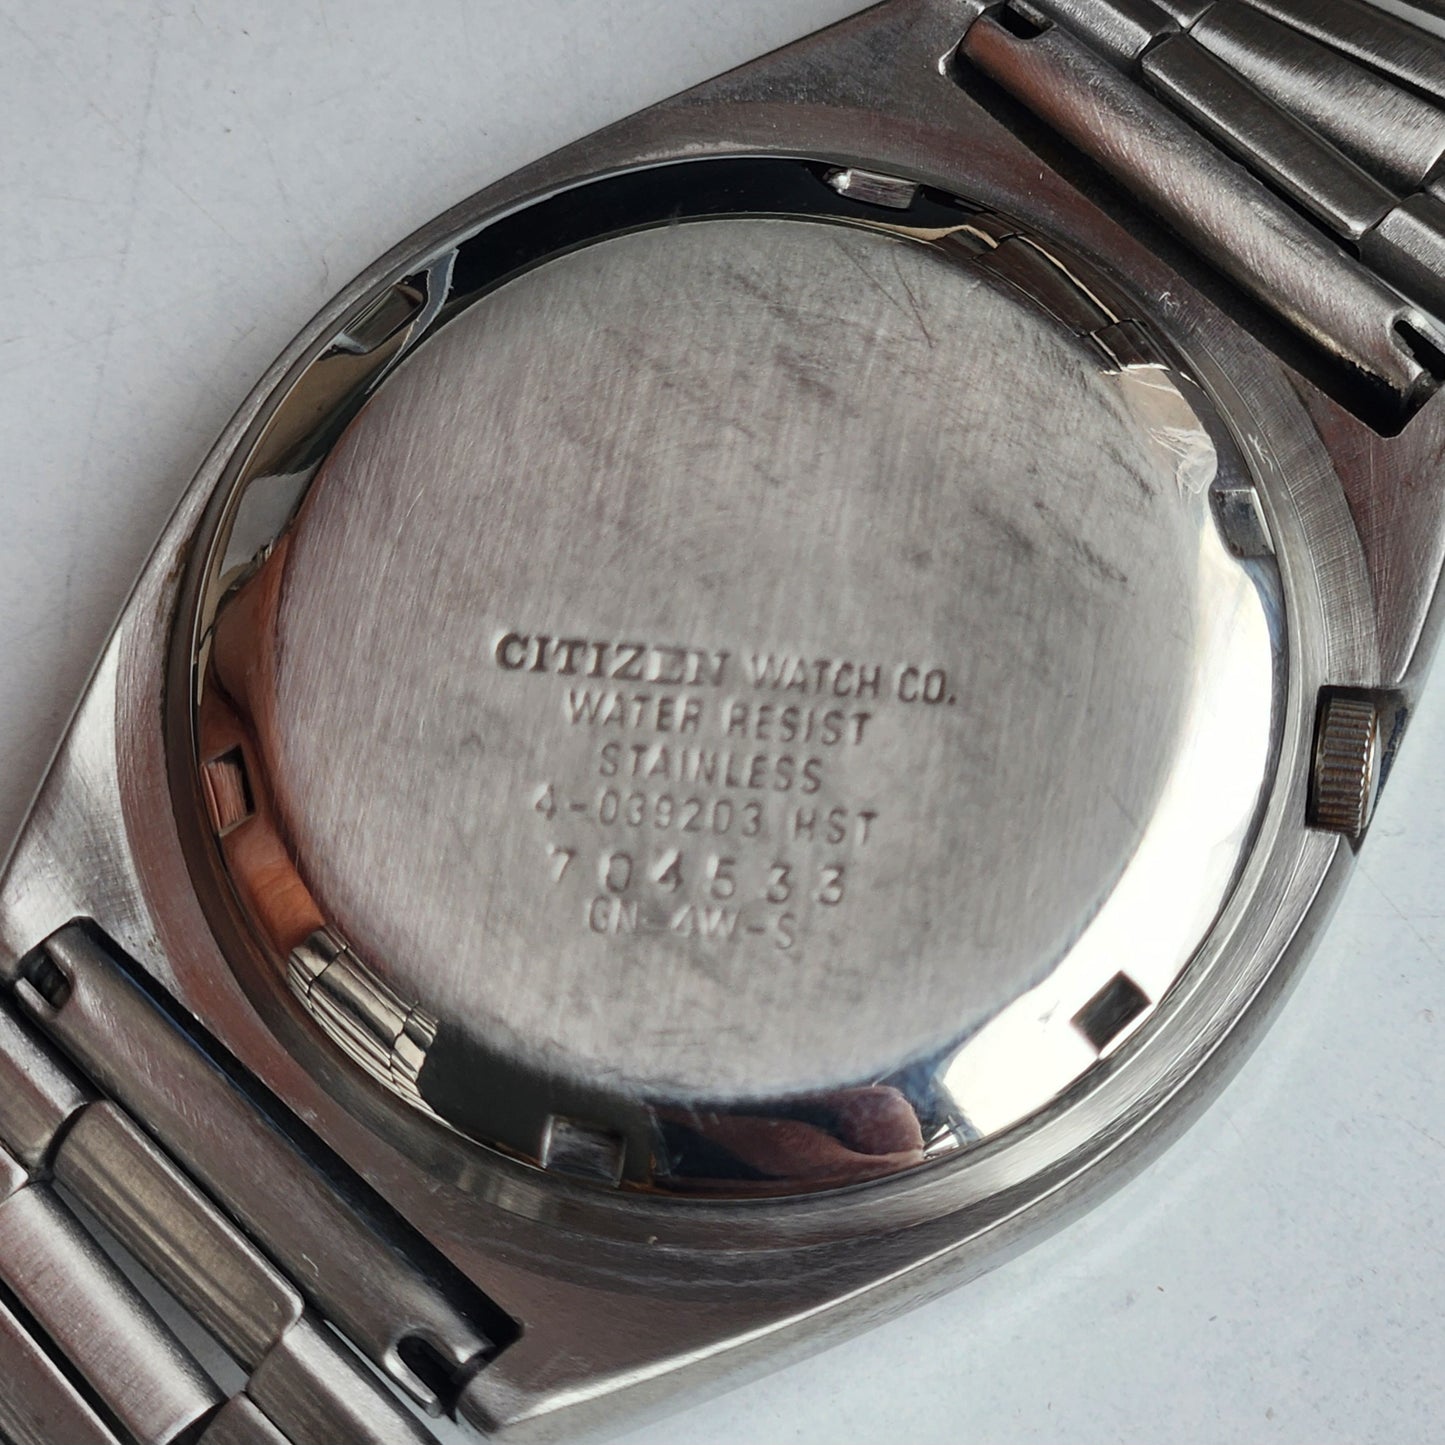 CITIZEN WATCH CO.
WATER RESIST
STAINLESS
4-039203 HST
704533
GN-4W-S